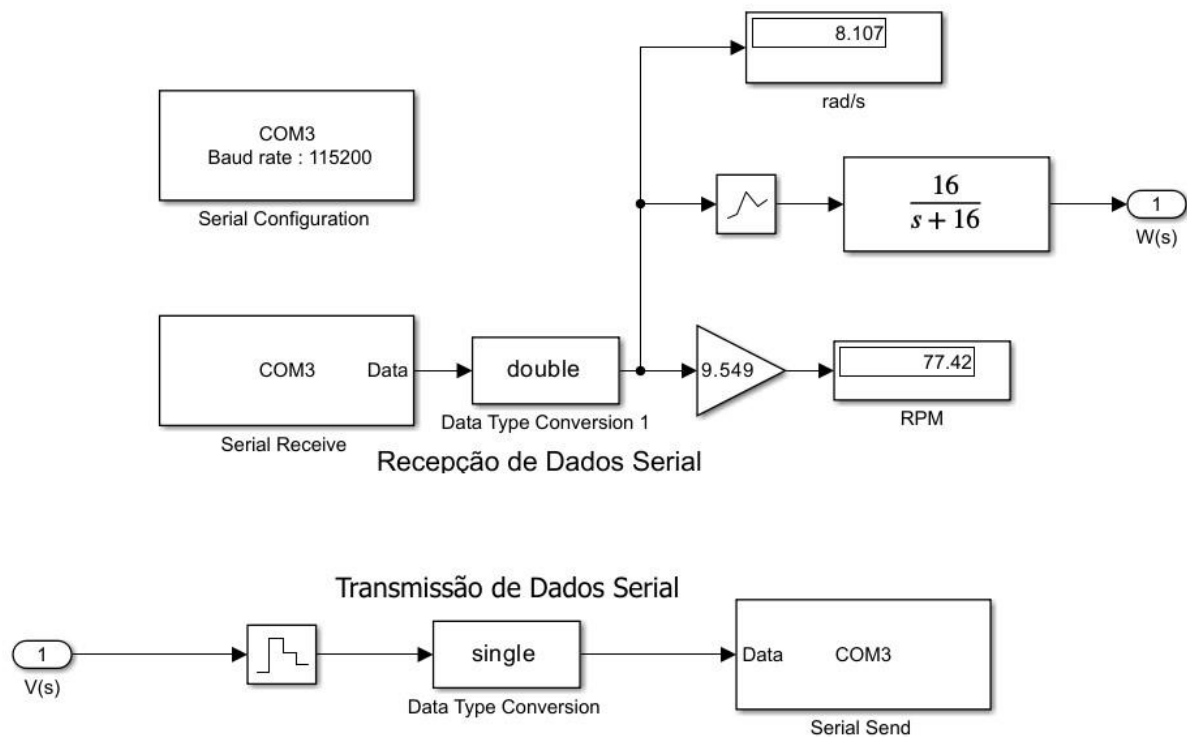 8.107
rad/s
COM3
Baud rate : 115200
Serial Configuration
16
s + 16
1
W(s)
COM3
Data
Serial Receive
double
Data Type Conversion 1
9.549
77.42
RPM
Recepção de Dados Serial
Transmissão de Dados Serial
1
V(s)
single
Data Type Conversion
Data
COM3
Serial Send